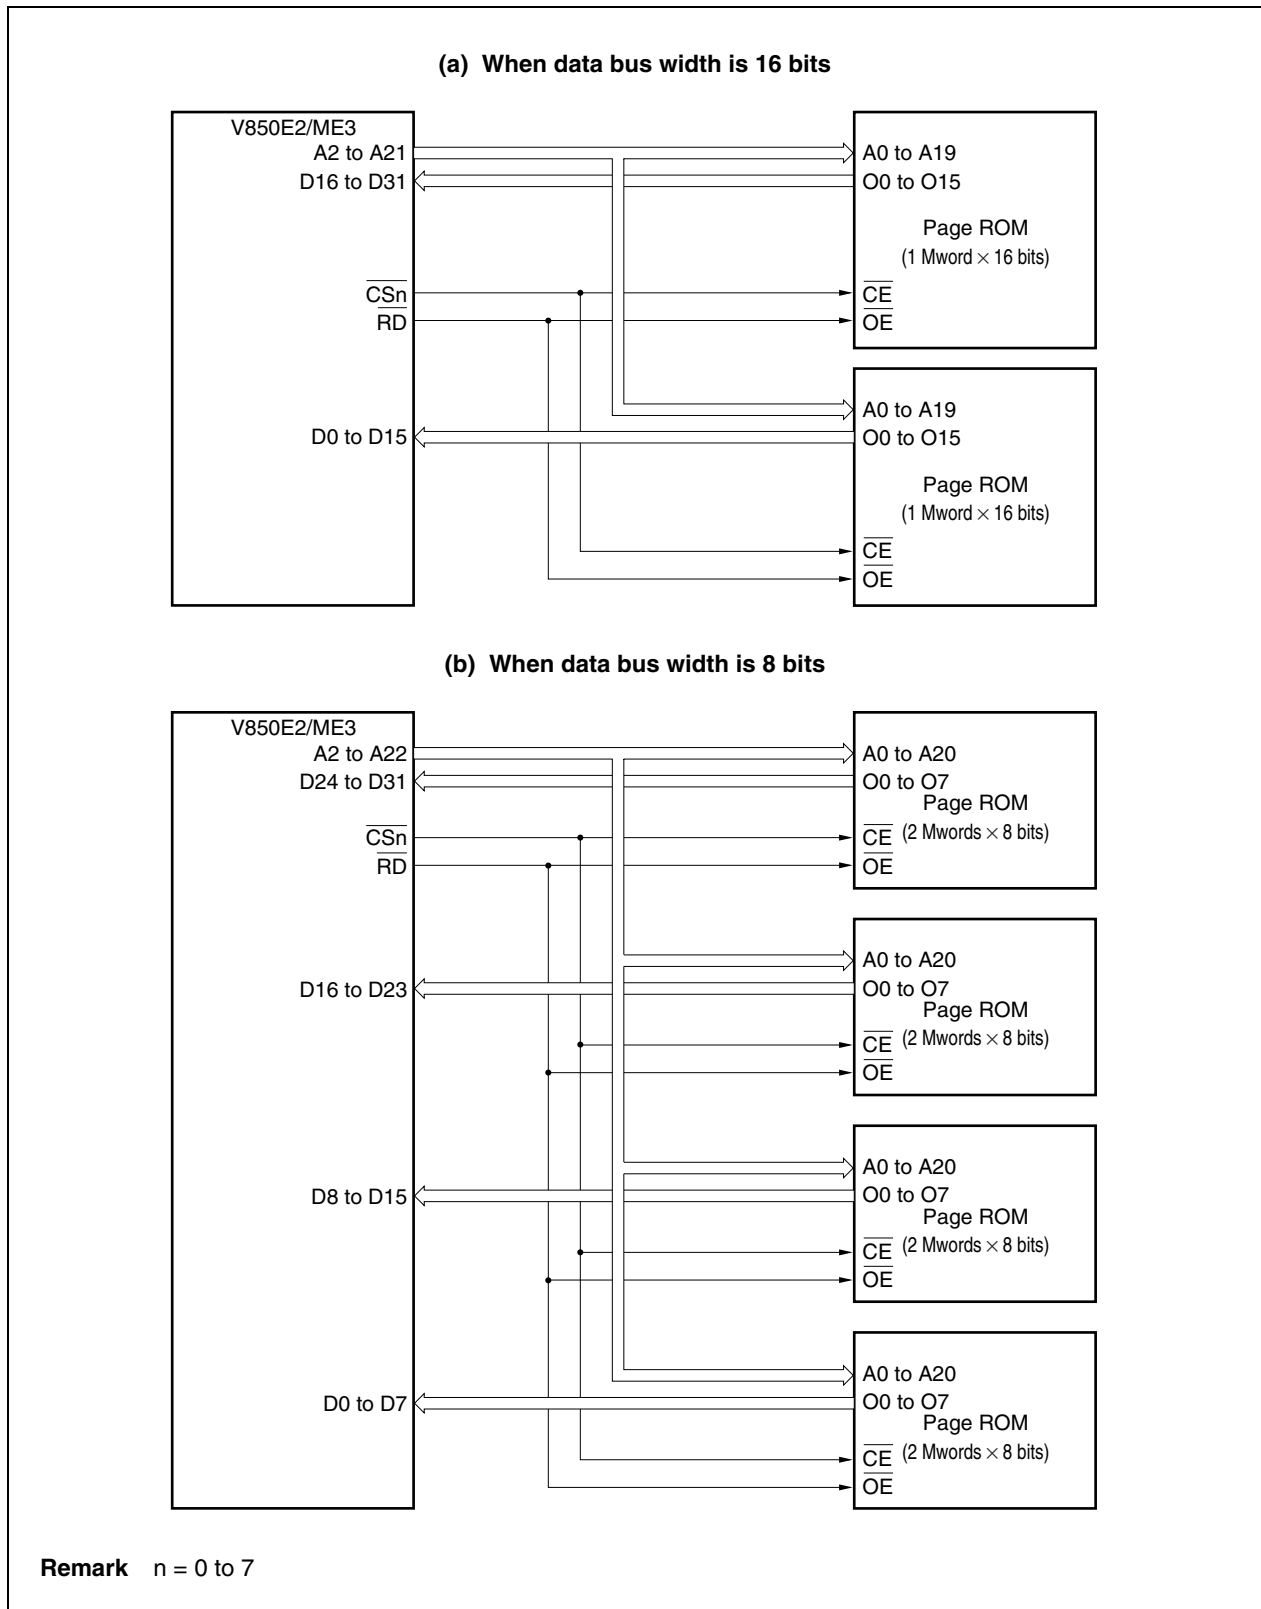 (a) When data bus width is 16 bits
V850E2/ME3
A2 to A21
D16 to D31
CSn
RD
D0 to D15
A0 to A19
O0 to O15
Page ROM
(1 Mword × 16 bits)
CE
OE
A0 to A19
O0 to O15
Page ROM
(1 Mword × 16 bits)
CE
OE
(b) When data bus width is 8 bits
V850E2/ME3
A2 to A22
D24 to D31
CSn
RD
D16 to D23
D8 to D15
D0 to D7
A0 to A20
O0 to O7
Page ROM
CE (2 Mwords × 8 bits)
OE
A0 to A20
O0 to O7
Page ROM
CE (2 Mwords × 8 bits)
OE
A0 to A20
O0 to O7
Page ROM
CE (2 Mwords × 8 bits)
OE
A0 to A20
O0 to O7
Page ROM
CE (2 Mwords × 8 bits)
OE
Remark n = 0 to 7